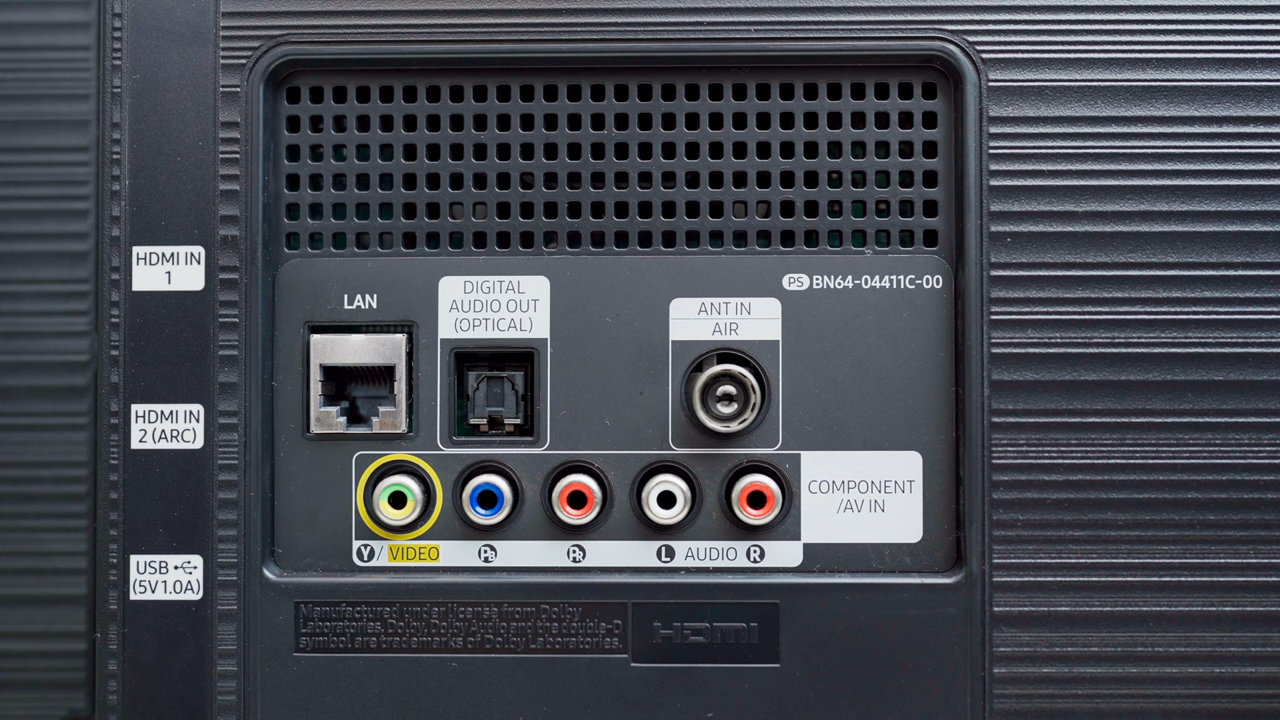 HDMI IN
1
HDMI IN
2 (ARC)
USB
(5V1.0A)
PS BN64-04411C-00
LAN
DIGITAL
AUDIO OUT
(OPTICAL)
ANT IN
AIR
COMPONENT
/AV IN
Y / VIDEO PB PR L AUDIO R
Manufactured under license from Dolby
Laboratories. Dolby, Dolby Audio and the double-D
symbol are trademarks of Dolby Laboratories.
HDMI